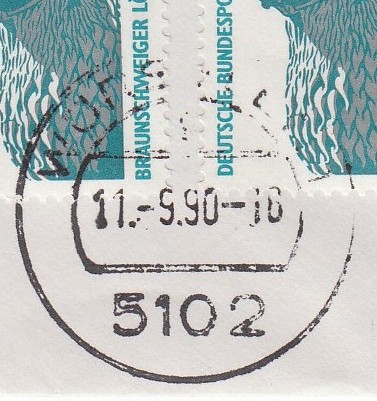 BRAUNSCHWEIGER
DEUTSCHE BUNDESPO
11.-9.90-16
5102